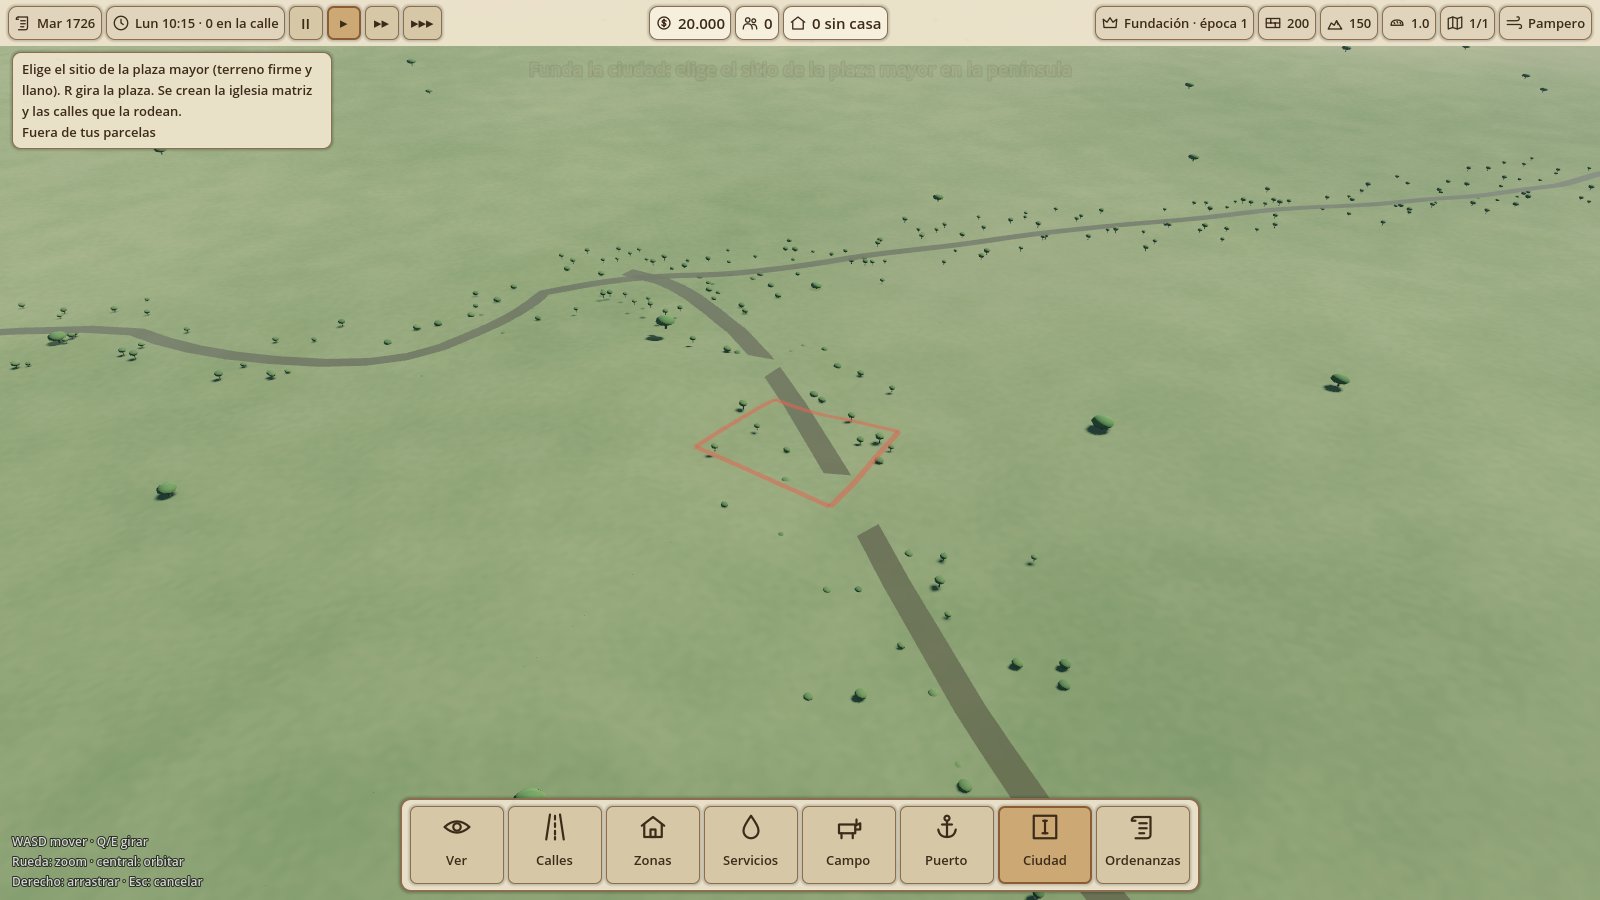 Mar 1726
Lun 10:15 · 0 en la calle
20.000
0
0 sin casa
Fundación · época 1
200
150
1.0
1/1
Pampero
Elige el sitio de la plaza mayor (terreno firme y
llano). R gira la plaza. Se crean la iglesia matriz
y las calles que la rodean.
Fuera de tus parcelas
Funda la ciudad: elige el sitio de la plaza mayor en la península
WASD mover · Q/E girar
Rueda: zoom · central: orbitar
Derecho: arrastrar · Esc: cancelar
Ver
Calles
Zonas
Servicios
Campo
Puerto
Ciudad
Ordenanzas